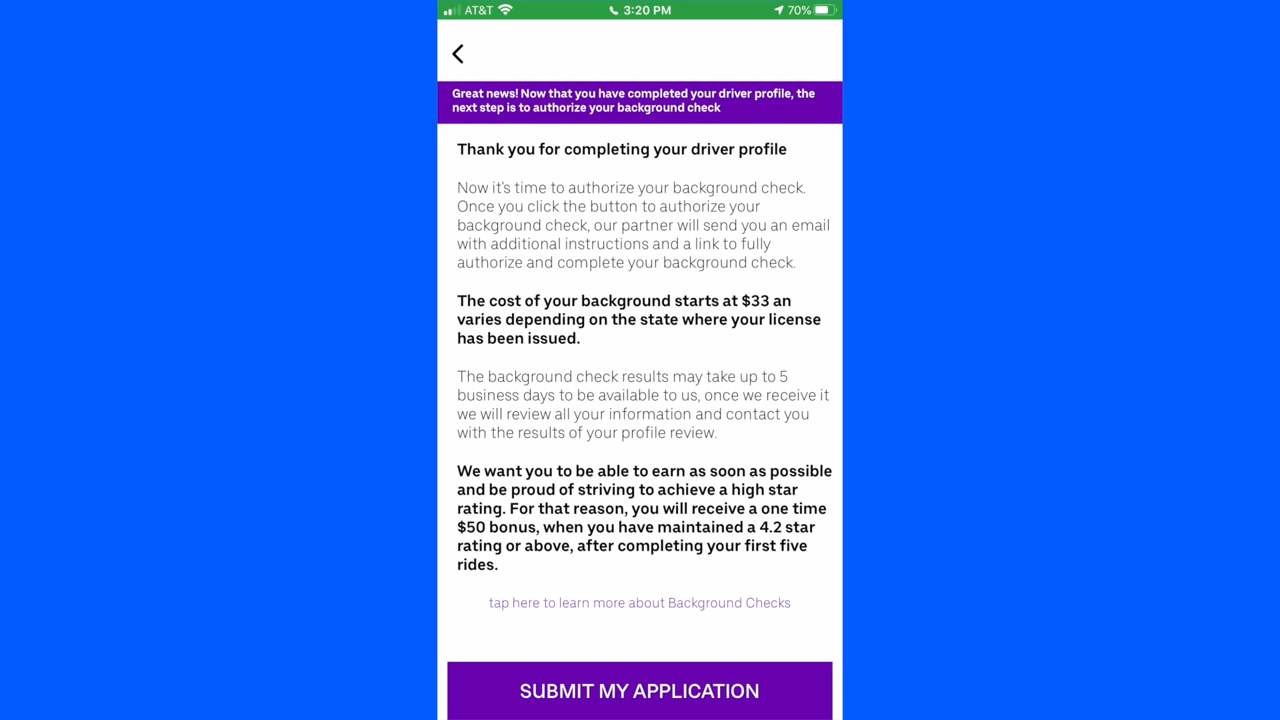 AT&T 3:20 PM 70%
Great news! Now that you have completed your driver profile, the
next step is to authorize your background check
Thank you for completing your driver profile
Now it's time to authorize your background check.
Once you click the button to authorize your
background check, our partner will send you an email
with additional instructions and a link to fully
authorize and complete your background check.
The cost of your background starts at $33 an
varies depending on the state where your license
has been issued.
The background check results may take up to 5
business days to be available to us, once we receive it
we will review all your information and contact you
with the results of your profile review.
We want you to be able to earn as soon as possible
and be proud of striving to achieve a high star
rating. For that reason, you will receive a one time
$50 bonus, when you have maintained a 4.2 star
rating or above, after completing your first five
rides.
tap here to learn more about Background Checks
SUBMIT MY APPLICATION